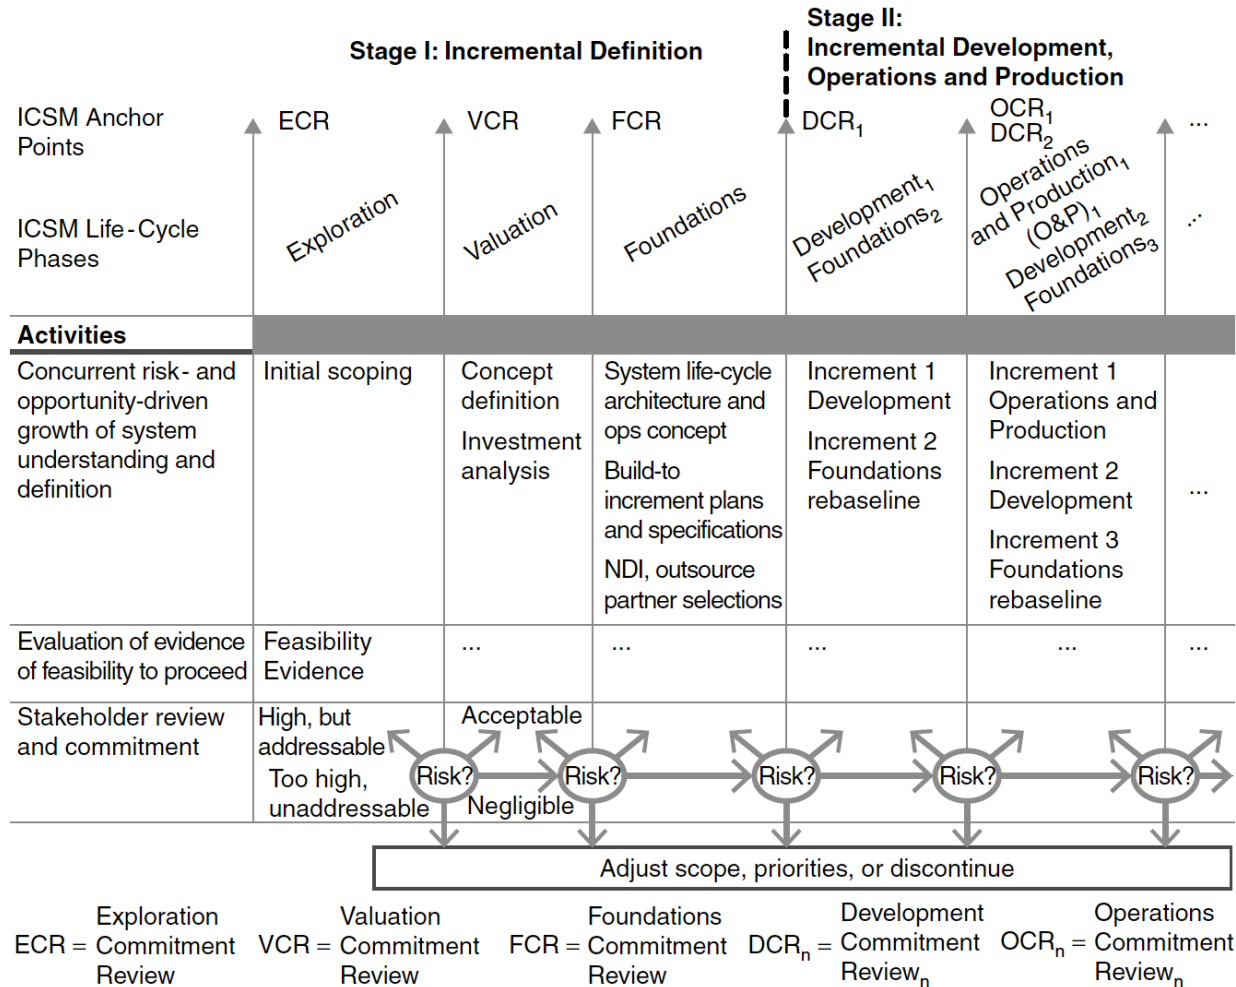 Stage I: Incremental Definition
Stage II:
Incremental Development,
Operations and Production
ICSM Anchor
Points
ECR
VCR
FCR
DCR₁
OCR₁
DCR₂
...
ICSM Life-Cycle
Phases
Exploration
Valuation
Foundations
Development₁
Foundations₂
Operations
and Production₁
(O&P)₁
Development₂
Foundations₃
...
Activities
Concurrent risk- and
opportunity-driven
growth of system
understanding and
definition
Initial scoping
Concept
definition
Investment
analysis
System life-cycle
architecture and
ops concept
Build-to
increment plans
and specifications
NDI, outsource
partner selections
Increment 1
Development
Increment 2
Foundations
rebaseline
Increment 1
Operations and
Production
Increment 2
Development
Increment 3
Foundations
rebaseline
...
Evaluation of evidence
of feasibility to proceed
Feasibility
Evidence
...
...
...
...
...
Stakeholder review
and commitment
High, but
addressable
Too high,
unaddressable
Acceptable
Negligible
Risk?
Risk?
Risk?
Risk?
Risk?
Adjust scope, priorities, or discontinue
ECR = Exploration
Commitment
Review
VCR = Valuation
Commitment
Review
FCR = Foundations
Commitment
Review
DCRₙ = Development
Commitment
Reviewₙ
OCRₙ = Operations
Commitment
Reviewₙ